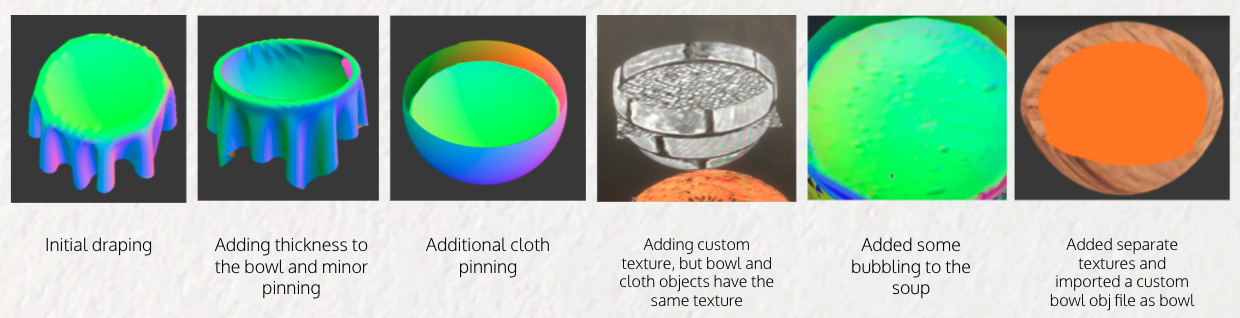 Initial draping
Adding thickness to
the bowl and minor
pinning
Additional cloth
pinning
Adding custom
texture, but bowl and
cloth objects have the
same texture
Added some
bubbling to the
soup
Added separate
textures and
imported a custom
bowl obj file as bowl